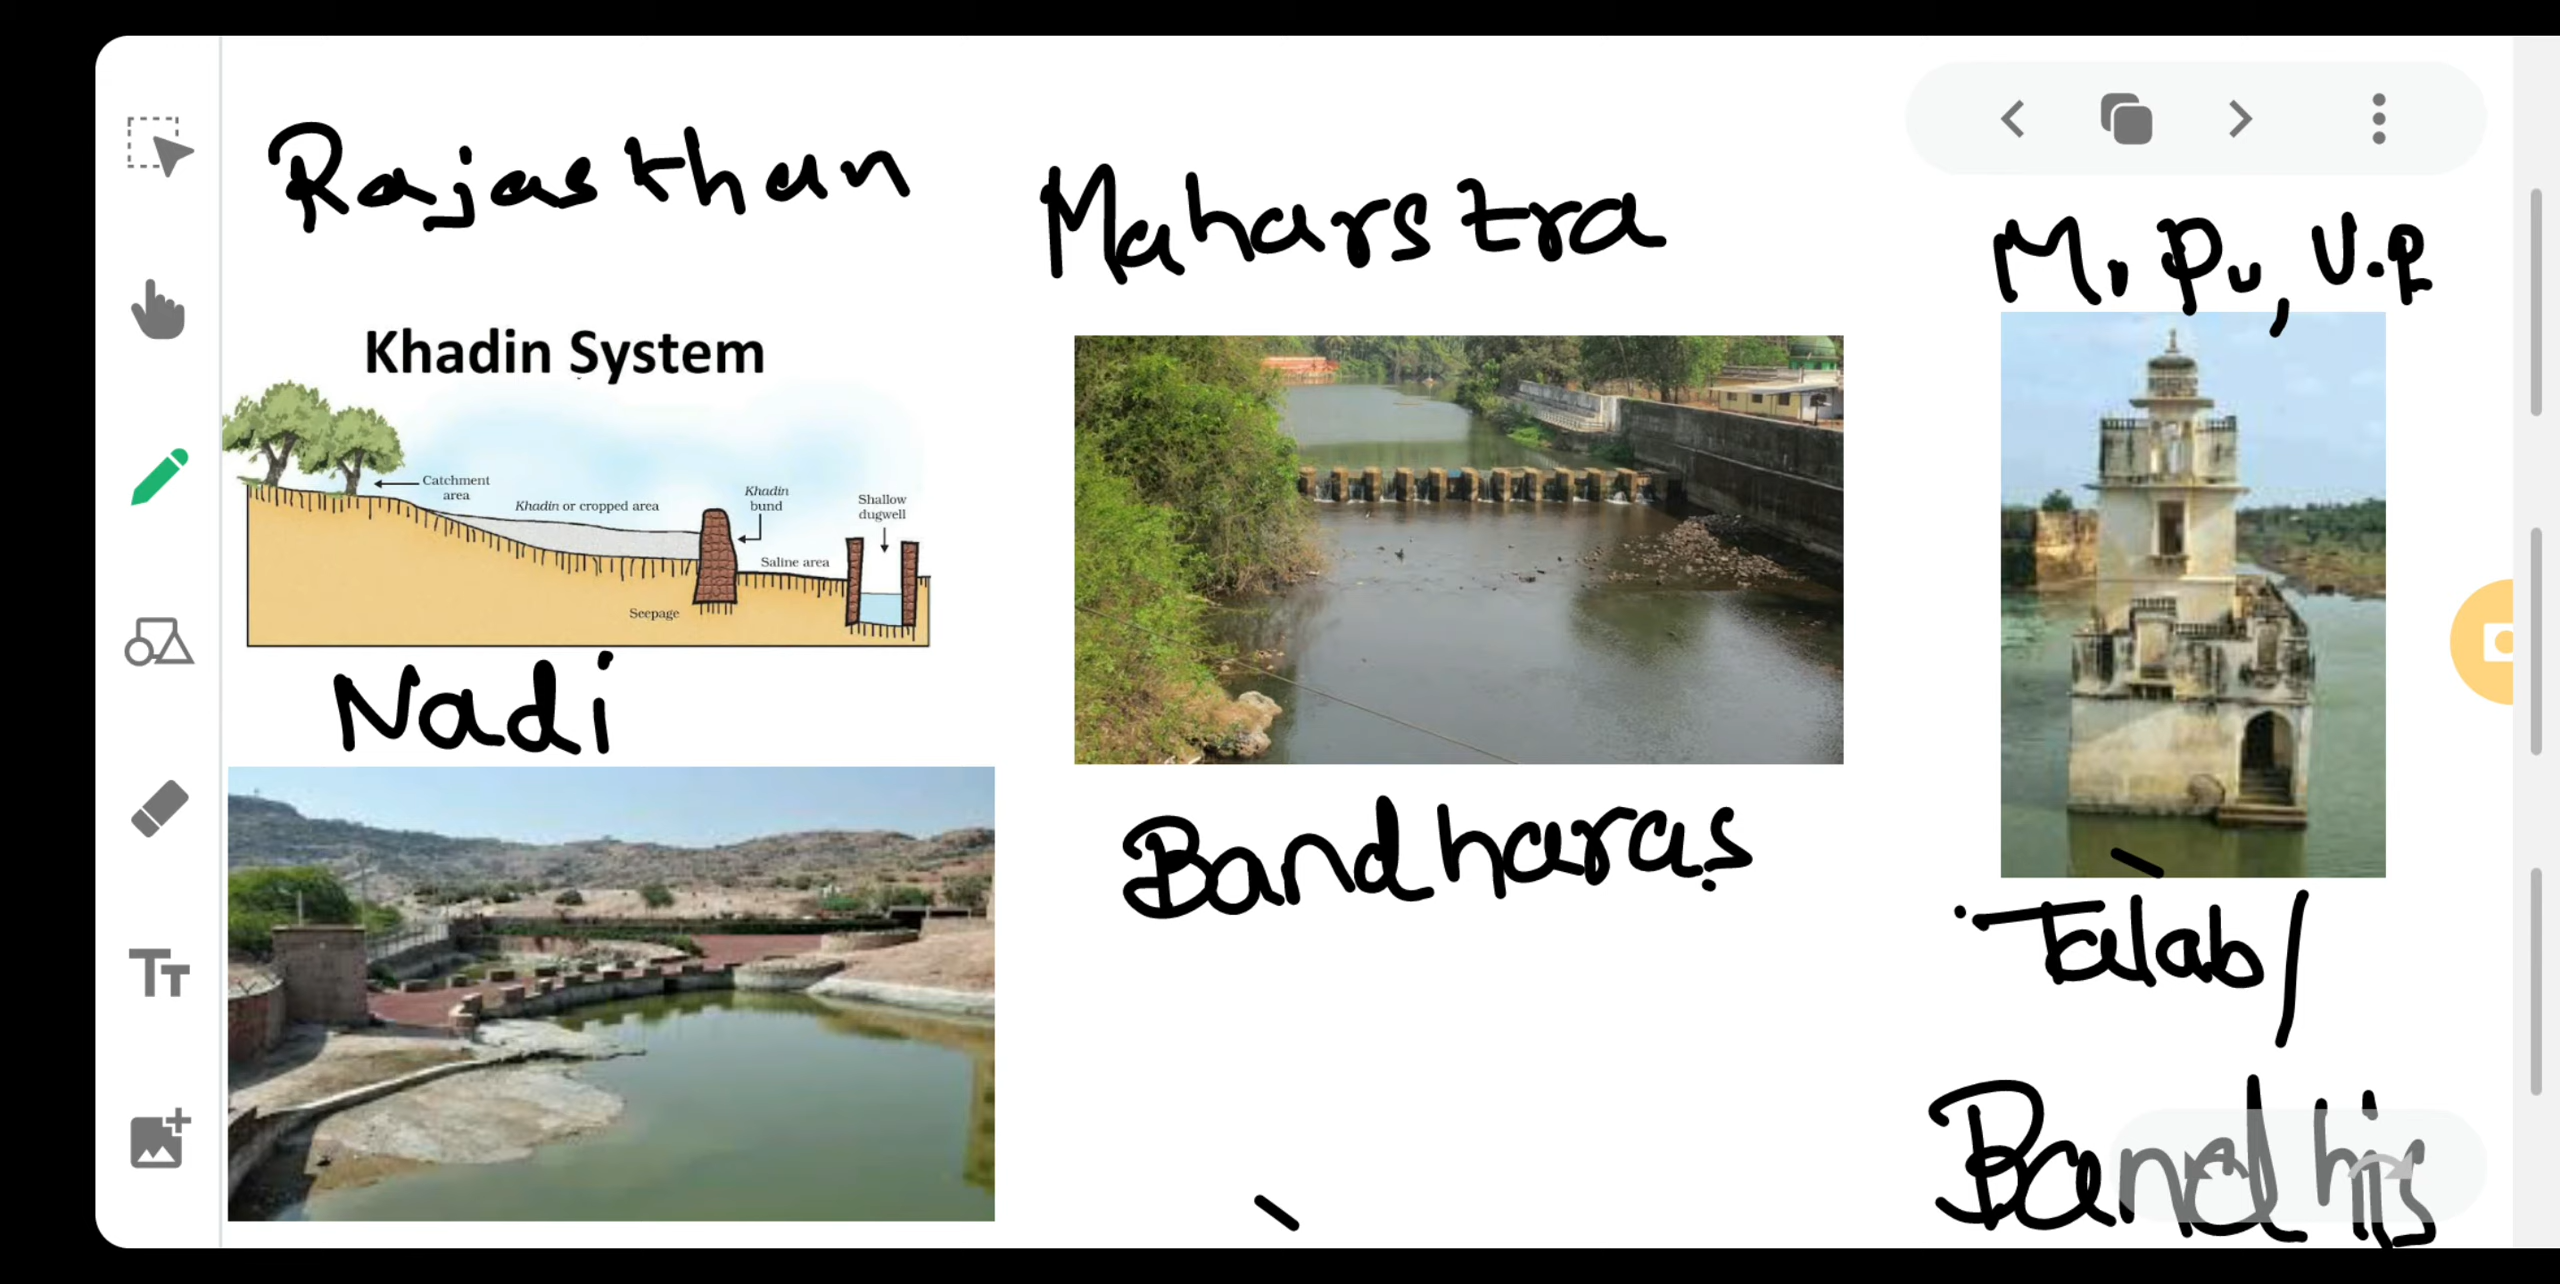 Rajasthan
Maharstra
M.P., U.P
Khadin System
Catchment
area
Khadin or cropped area
Khadin
bund
Shallow
dugwell
Saline area
Seepage
Nadi
Bandharas
Talab/
Bandhis
TT